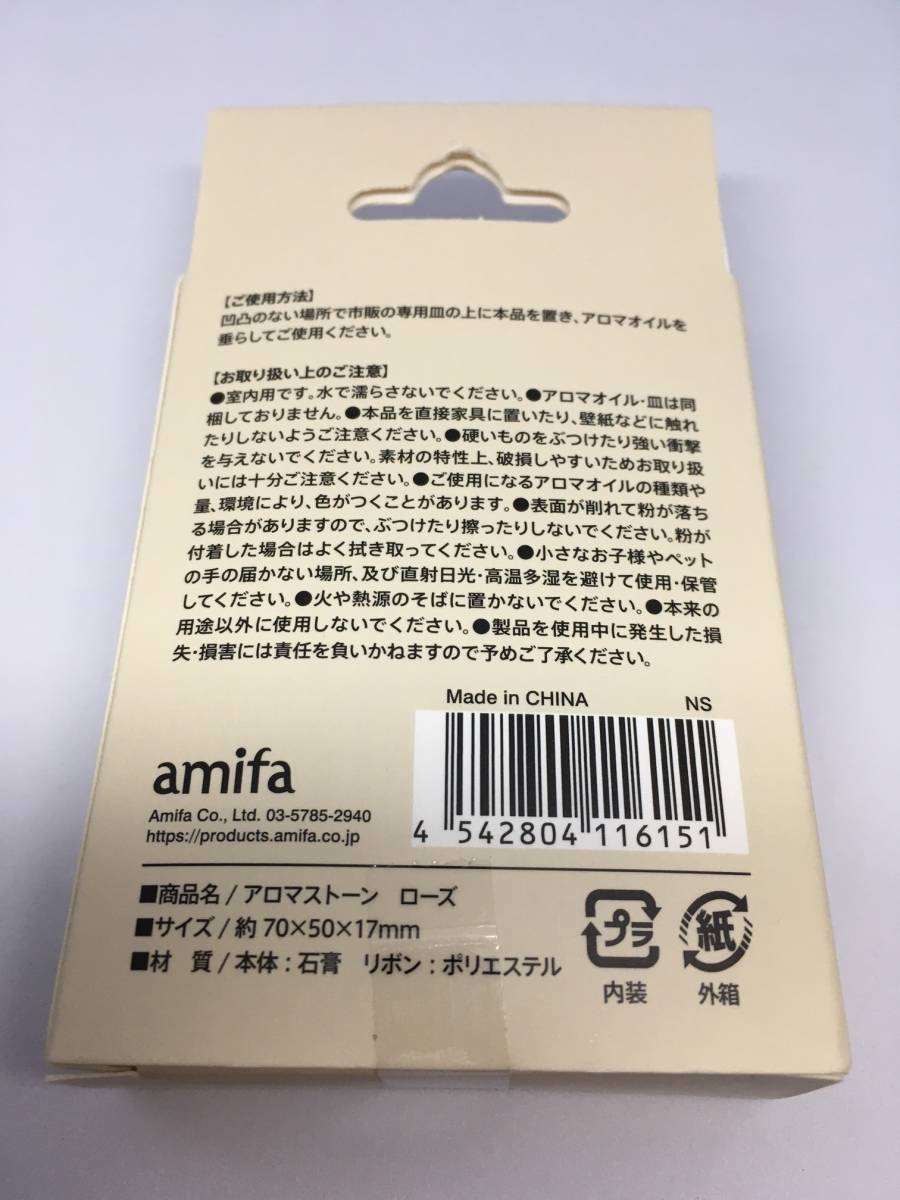 【ご使用方法】
凹凸のない場所で市販の専用皿の上に本品を置き、アロマオイルを
垂らしてご使用ください。
【お取り扱い上のご注意】
●室内用です。水で濡らさないでください。●アロマオイル・皿は同
梱しておりません。●本品を直接家具に置いたり、壁紙などに触れ
たりしないようご注意ください。●硬いものをぶつけたり強い衝撃
を与えないでください。素材の特性上、破損しやすいためお取り扱
いには十分ご注意ください。●ご使用になるアロマオイルの種類や
量、環境により、色がつくことがあります。●表面が削れて粉が落ち
る場合がありますので、ぶつけたり擦ったりしないでください。粉が
付着した場合はよく拭き取ってください。●小さなお子様やペット
の手の届かない場所、及び直射日光・高温多湿を避けて使用・保管
してください。●火や熱源のそばに置かないでください。●本来の
用途以外に使用しないでください。●製品を使用中に発生した損
失・損害には責任を負いかねますので予めご了承ください。
Made in CHINA NS
4 542804 116151
amifa
Amifa Co., Ltd. 03-5785-2940
https://products.amifa.co.jp
■商品名/アロマストーン ローズ
■サイズ/約70×50×17mm
■材 質/本体:石膏 リボン:ポリエステル
プラ
内装
紙
外箱